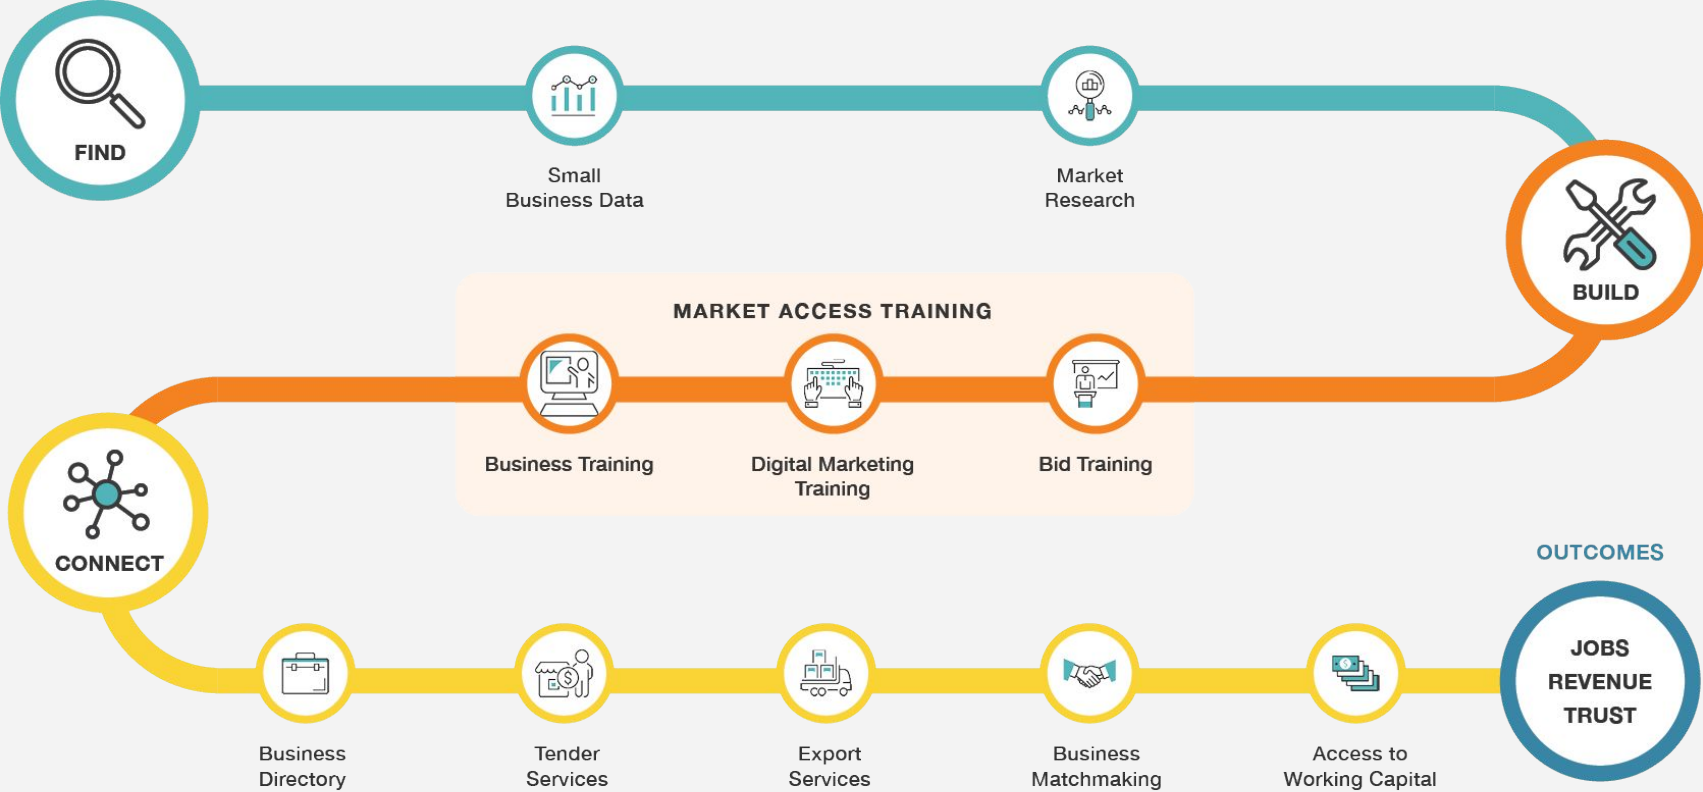 FIND
Small
Business Data
Market
Research
BUILD
MARKET ACCESS TRAINING
Business Training
Digital Marketing
Training
Bid Training
CONNECT
Business
Directory
Tender
Services
Export
Services
Business
Matchmaking
Access to
Working Capital
OUTCOMES
JOBS
REVENUE
TRUST